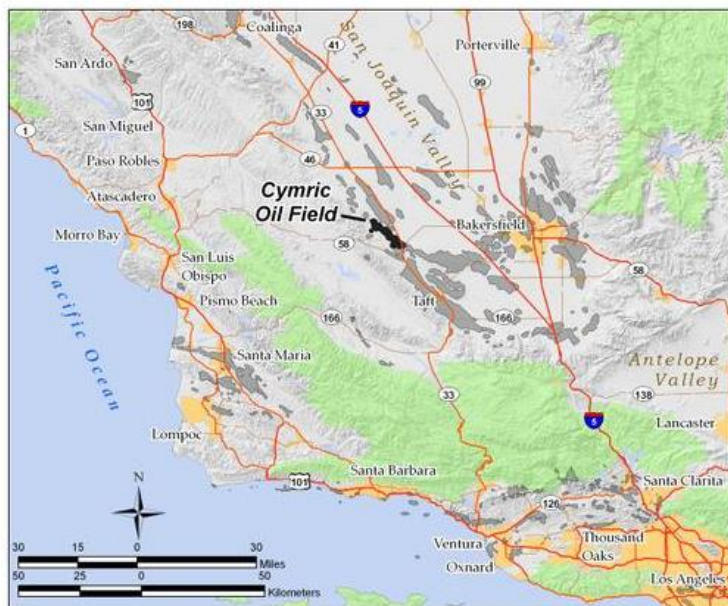 198
Coalinga
41
Porterville
San Ardo
101
San Joaquin Valley
99
San Miguel
33
5
1
Paso Robles
46
Atascadero
Cymric
Oil Field
Bakersfield
Morro Bay
58
San Luis
Obispo
58
Pismo Beach
Taft
166
166
Pacific Ocean
Santa Maria
Antelope
Valley
33
138
Lompoc
5
Lancaster
N
101
Santa Barbara
Santa Clarita
126
30 15 0 30
Miles
Ventura
Thousand
Oaks
50 25 0 50
Kilometers
Oxnard
Los Angeles